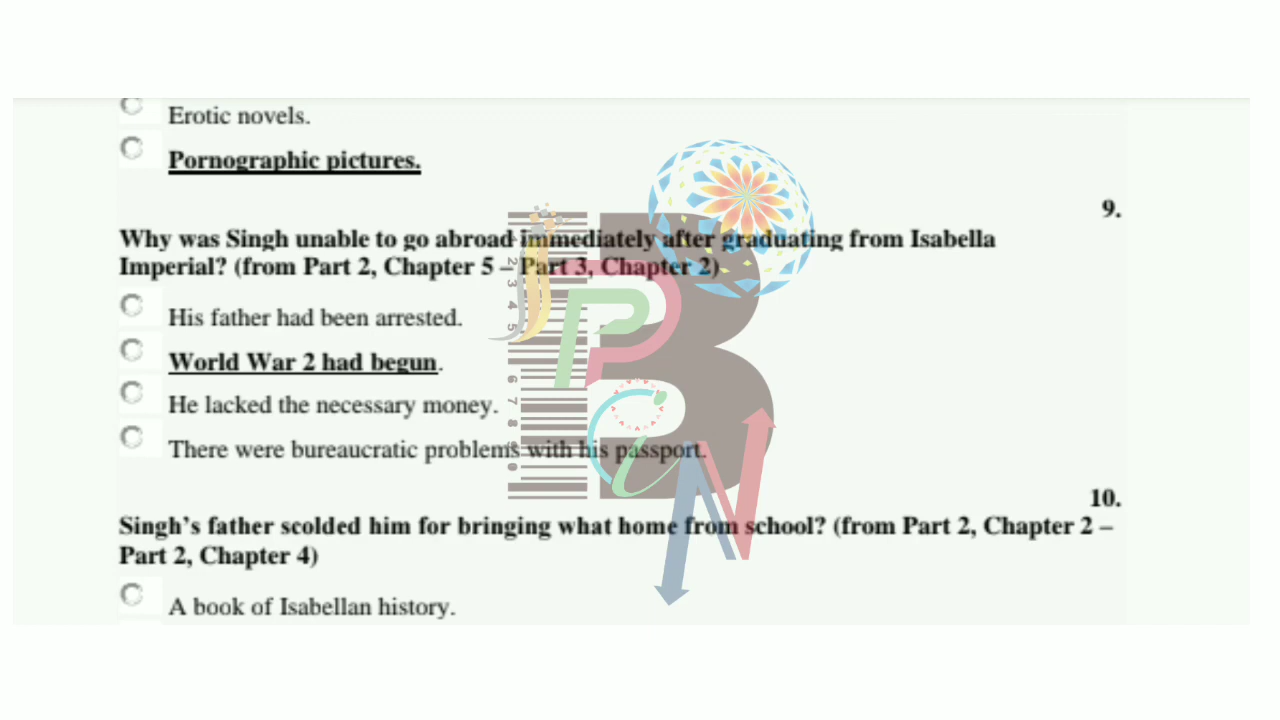 Erotic novels.
Pornographic pictures.
9.
Why was Singh unable to go abroad immediately after graduating from Isabella
Imperial? (from Part 2, Chapter 5 – Part 3, Chapter 2)
His father had been arrested.
World War 2 had begun.
He lacked the necessary money.
There were bureaucratic problems with his passport.
10.
Singh’s father scolded him for bringing what home from school? (from Part 2, Chapter 2 –
Part 2, Chapter 4)
A book of Isabellan history.